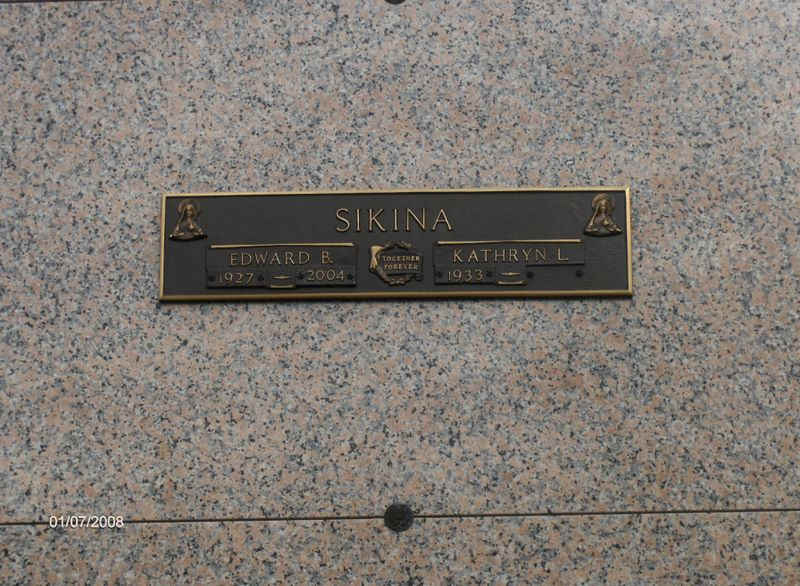 SIKINA
EDWARD B.
1927 2004
TOGETHER
FOREVER
KATHRYN L.
1933
01/07/2008